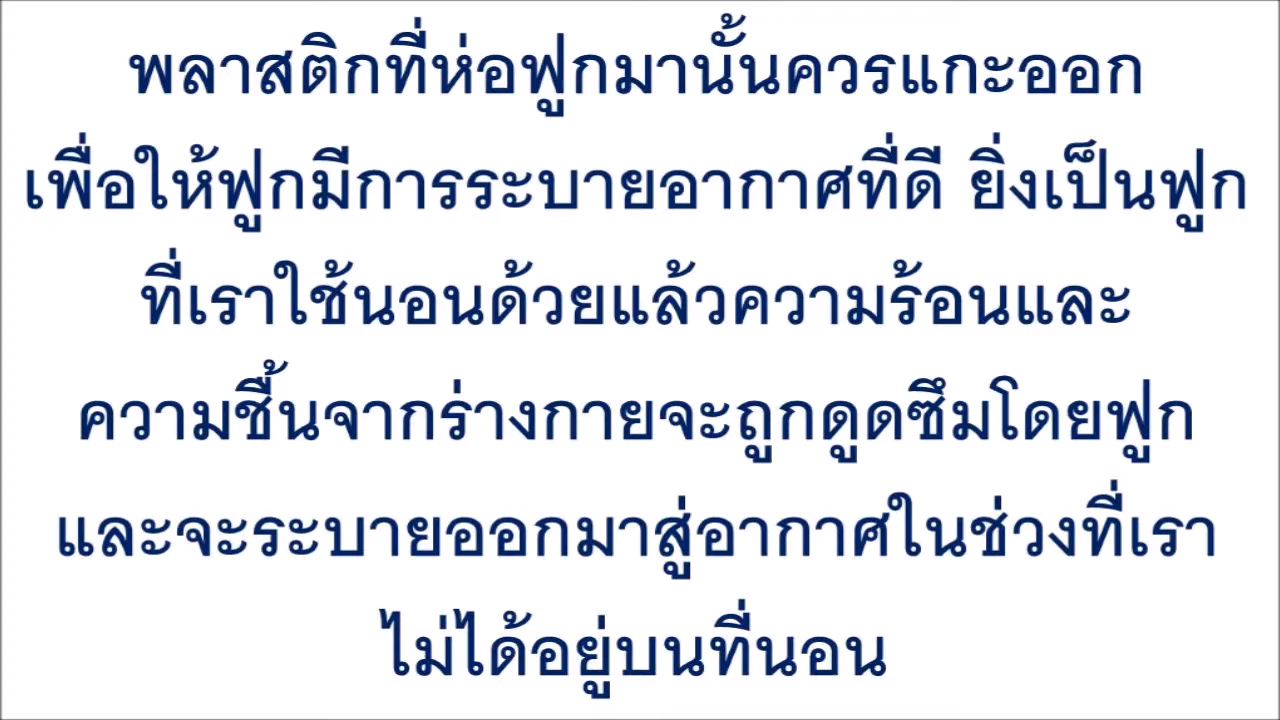 พลาสติกที่ห่อฟูกมานั้นควรแกะออก
เพื่อให้ฟูกมีการระบายอากาศที่ดี ยิ่งเป็นฟูก
ที่เราใช้นอนด้วยแล้วความร้อนและ
ความชื้นจากร่างกายจะถูกดูดซึมโดยฟูก
และจะระบายออกมาสู่อากาศในช่วงที่เรา
ไม่ได้อยู่บนที่นอน